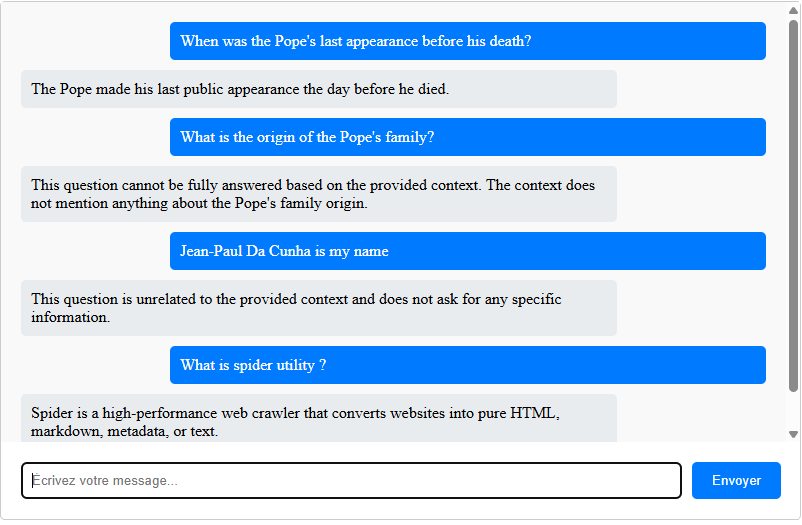 When was the Pope's last appearance before his death?
The Pope made his last public appearance the day before he died.
What is the origin of the Pope's family?
This question cannot be fully answered based on the provided context. The context does
not mention anything about the Pope's family origin.
Jean-Paul Da Cunha is my name
This question is unrelated to the provided context and does not ask for any specific
information.
What is spider utility ?
Spider is a high-performance web crawler that converts websites into pure HTML,
markdown, metadata, or text.
Écrivez votre message...
Envoyer